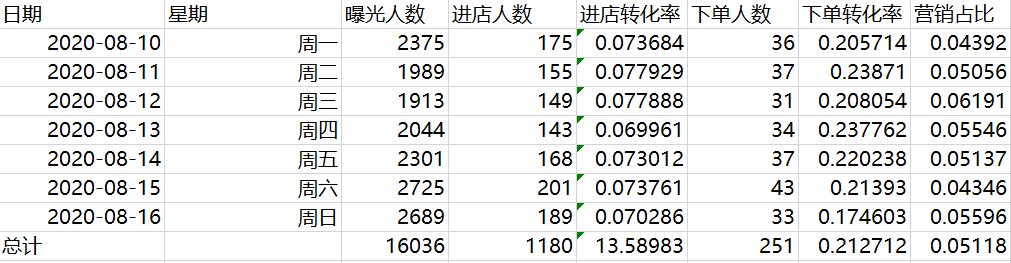 日期 星期 曝光人数 进店人数 进店转化率 下单人数 下单转化率 营销占比
2020-08-10 周一 2375 175 0.073684 36 0.205714 0.04392
2020-08-11 周二 1989 155 0.077929 37 0.23871 0.05056
2020-08-12 周三 1913 149 0.077888 31 0.208054 0.06191
2020-08-13 周四 2044 143 0.069961 34 0.237762 0.05546
2020-08-14 周五 2301 168 0.073012 37 0.220238 0.05137
2020-08-15 周六 2725 201 0.073761 43 0.21393 0.04346
2020-08-16 周日 2689 189 0.070286 33 0.174603 0.05596
总计 16036 1180 13.58983 251 0.212712 0.05118